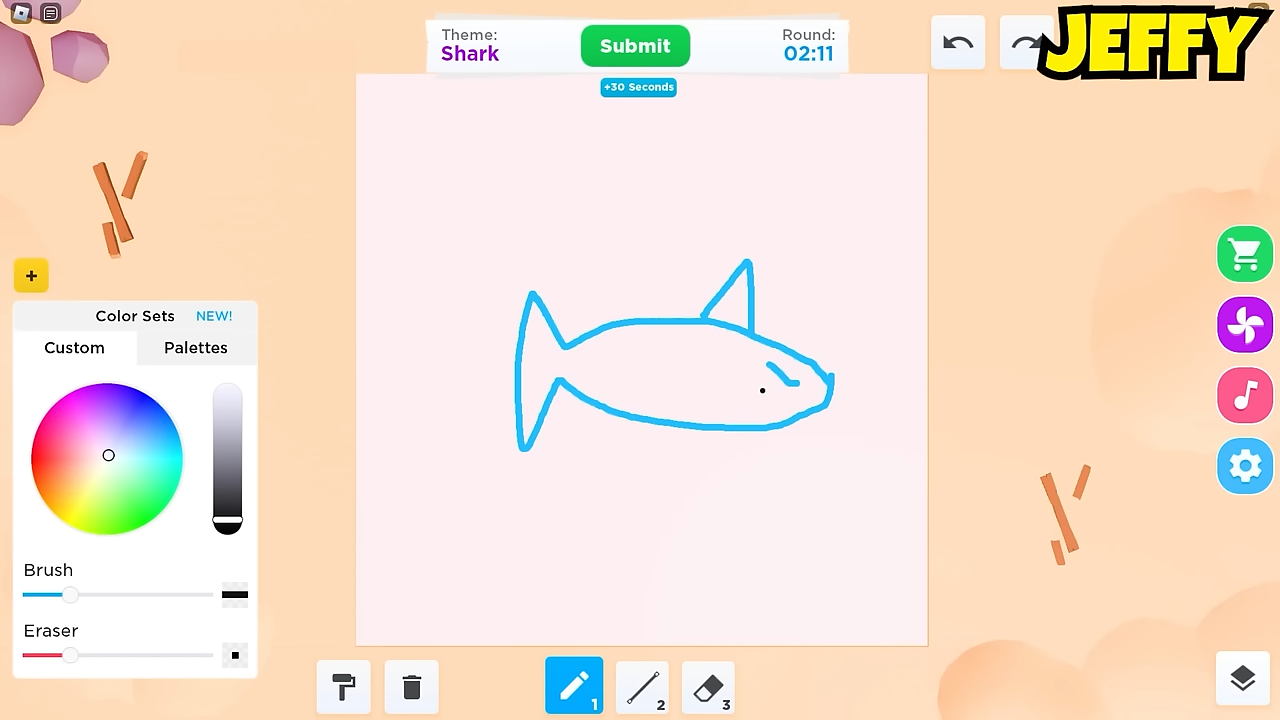 Theme:
Shark
Submit
Round:
02:11
JEFFY
+30 Seconds
+
Color Sets NEW!
Custom Palettes
Brush
Eraser
1
2
3